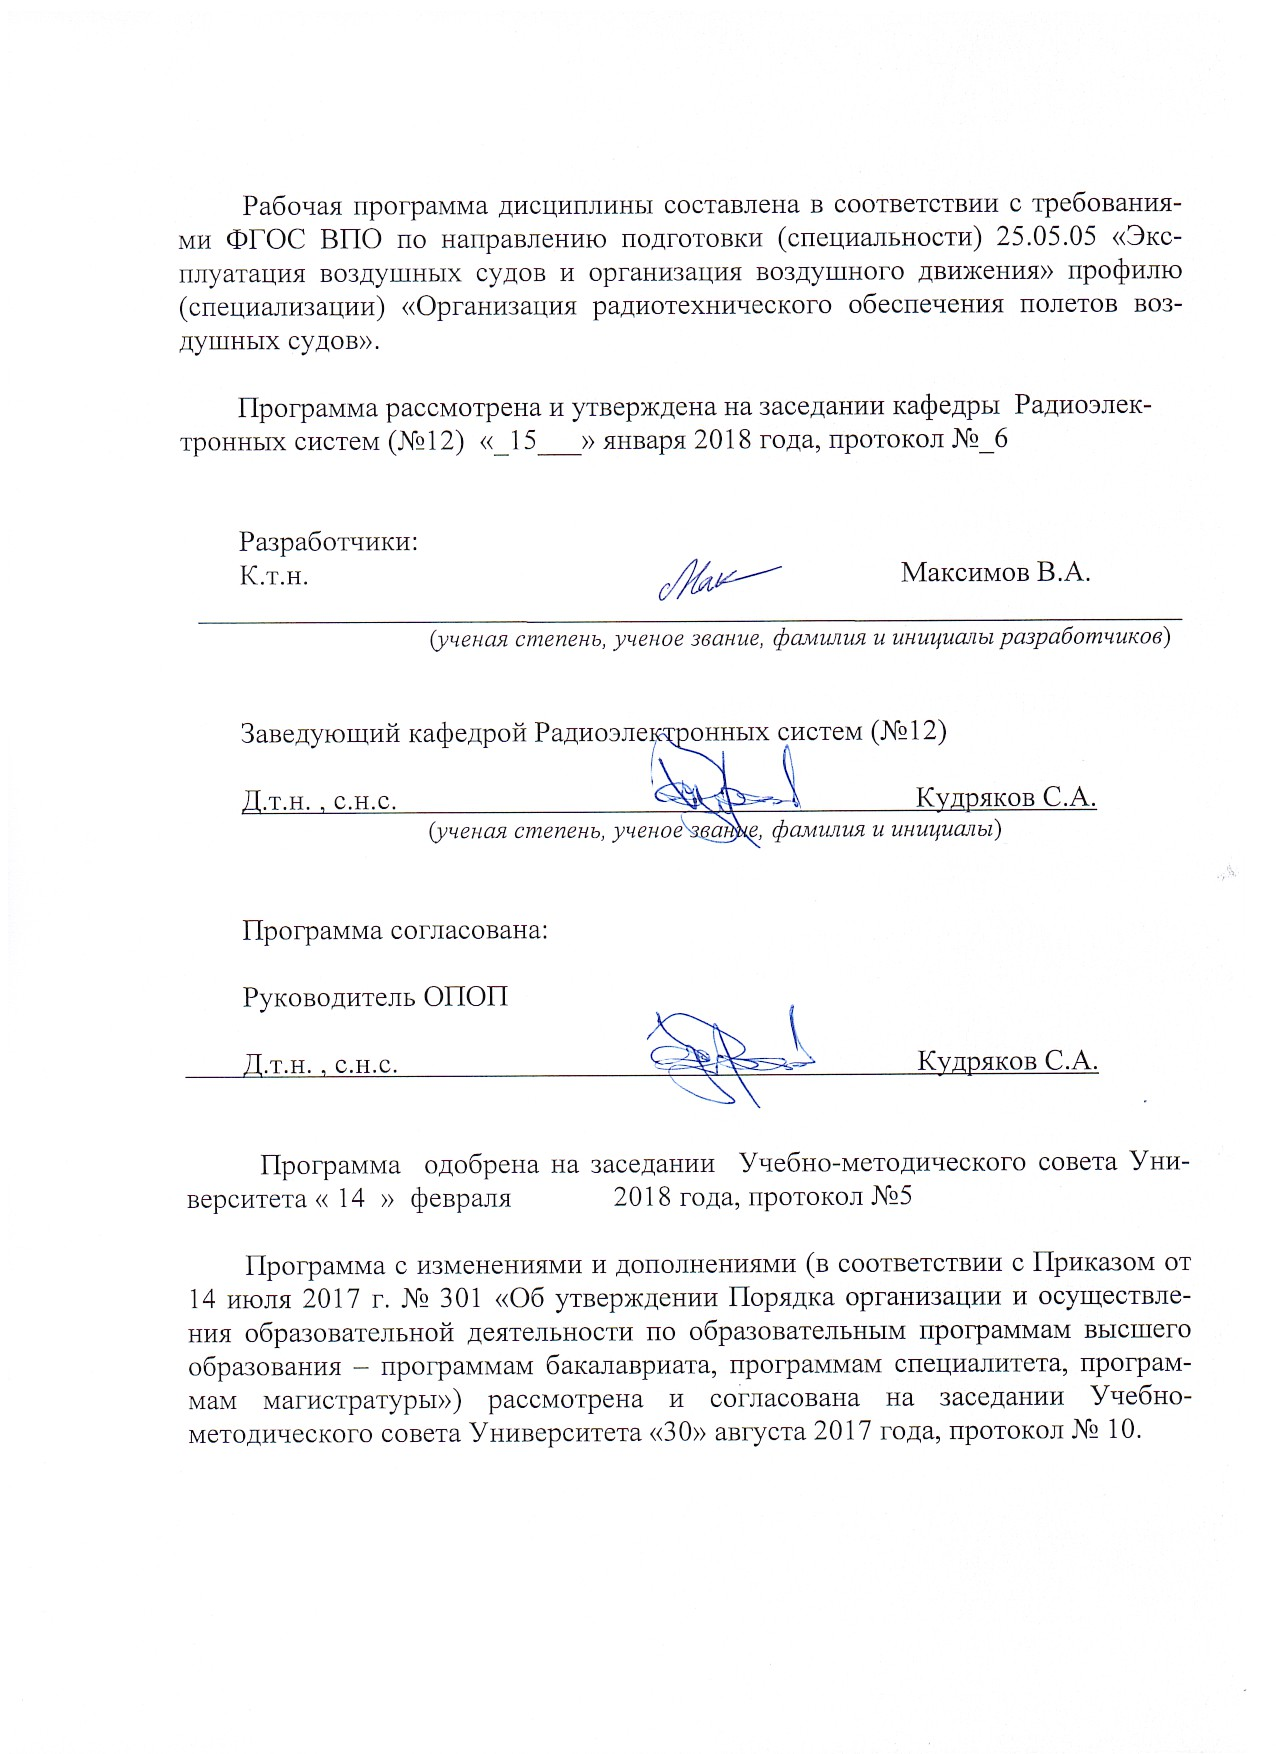 Рабочая программа дисциплины составлена в соответствии с требования-
ми ФГОС ВПО по направлению подготовки (специальности) 25.05.05 «Экс-
плуатация воздушных судов и организация воздушного движения» профилю
(специализации) «Организация радиотехнического обеспечения полетов воз-
душных судов».
Программа рассмотрена и утверждена на заседании кафедры Радиоэлек-
тронных систем (№12) «_15___» января 2018 года, протокол №_6
Разработчики:
К.т.н. Мак Максимов В.А.
(ученая степень, ученое звание, фамилия и инициалы разработчиков)
Заведующий кафедрой Радиоэлектронных систем (№12)
Д.т.н. , с.н.с. Кудряков С.А.
(ученая степень, ученое звание, фамилия и инициалы)
Программа согласована:
Руководитель ОПОП
Д.т.н. , с.н.с. Кудряков С.А.
Программа одобрена на заседании Учебно-методического совета Уни-
верситета « 14 » февраля 2018 года, протокол №5
Программа с изменениями и дополнениями (в соответствии с Приказом от
14 июля 2017 г. № 301 «Об утверждении Порядка организации и осуществле-
ния образовательной деятельности по образовательным программам высшего
образования – программам бакалавриата, программам специалитета, програм-
мам магистратуры») рассмотрена и согласована на заседании Учебно-
методического совета Университета «30» августа 2017 года, протокол № 10.